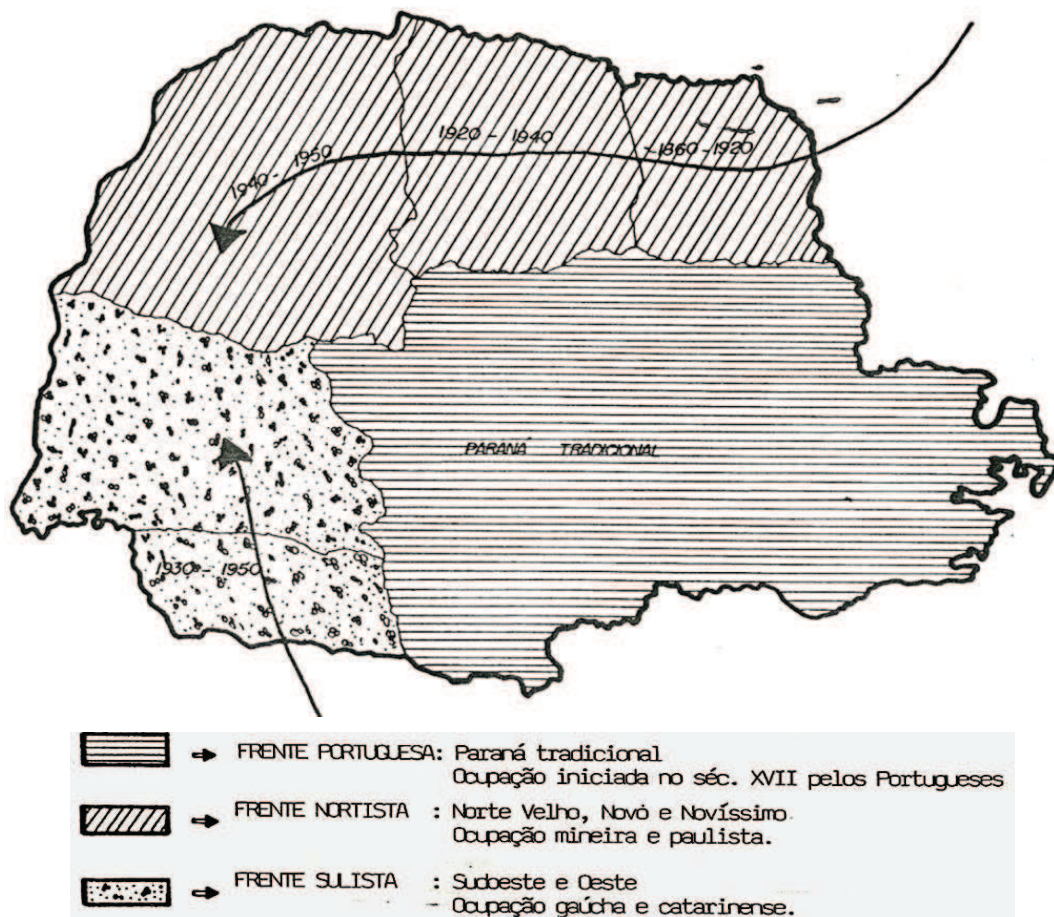 1920 - 1940
1860 - 1920
1940 - 1950
PARANÁ TRADICIONAL
1930 - 1950
FRENTE PORTUGUESA: Paraná tradicional
Ocupação iniciada no séc. XVII pelos Portugueses
FRENTE NORTISTA : Norte Velho, Novo e Novíssimo
Ocupação mineira e paulista.
FRENTE SULISTA : Sudoeste e Oeste
Ocupação gaúcha e catarinense.